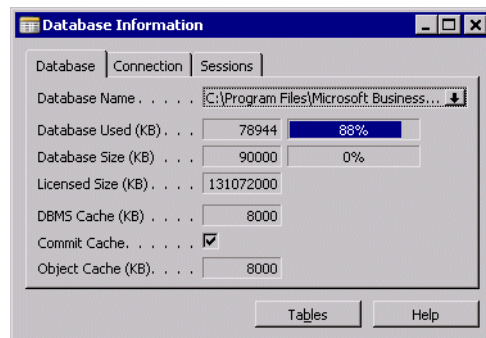 Database Information
Database Connection Sessions
Database Name . . . . . C:\Program Files\Microsoft Business...
Database Used (KB) . . . 78944 88%
Database Size (KB) . . . 90000 0%
Licensed Size (KB) . . . . 131072000
DBMS Cache (KB) . . . . 8000
Commit Cache. . . . . .
Object Cache (KB). . . . 8000
Tables Help